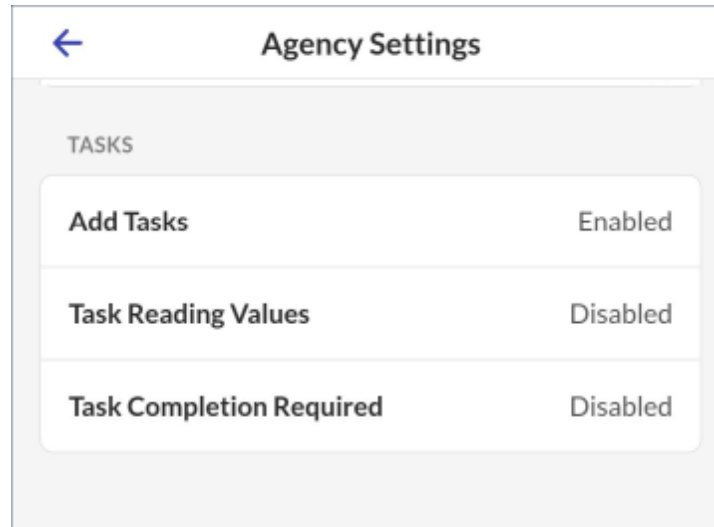 Agency Settings
TASKS
Add Tasks Enabled
Task Reading Values Disabled
Task Completion Required Disabled